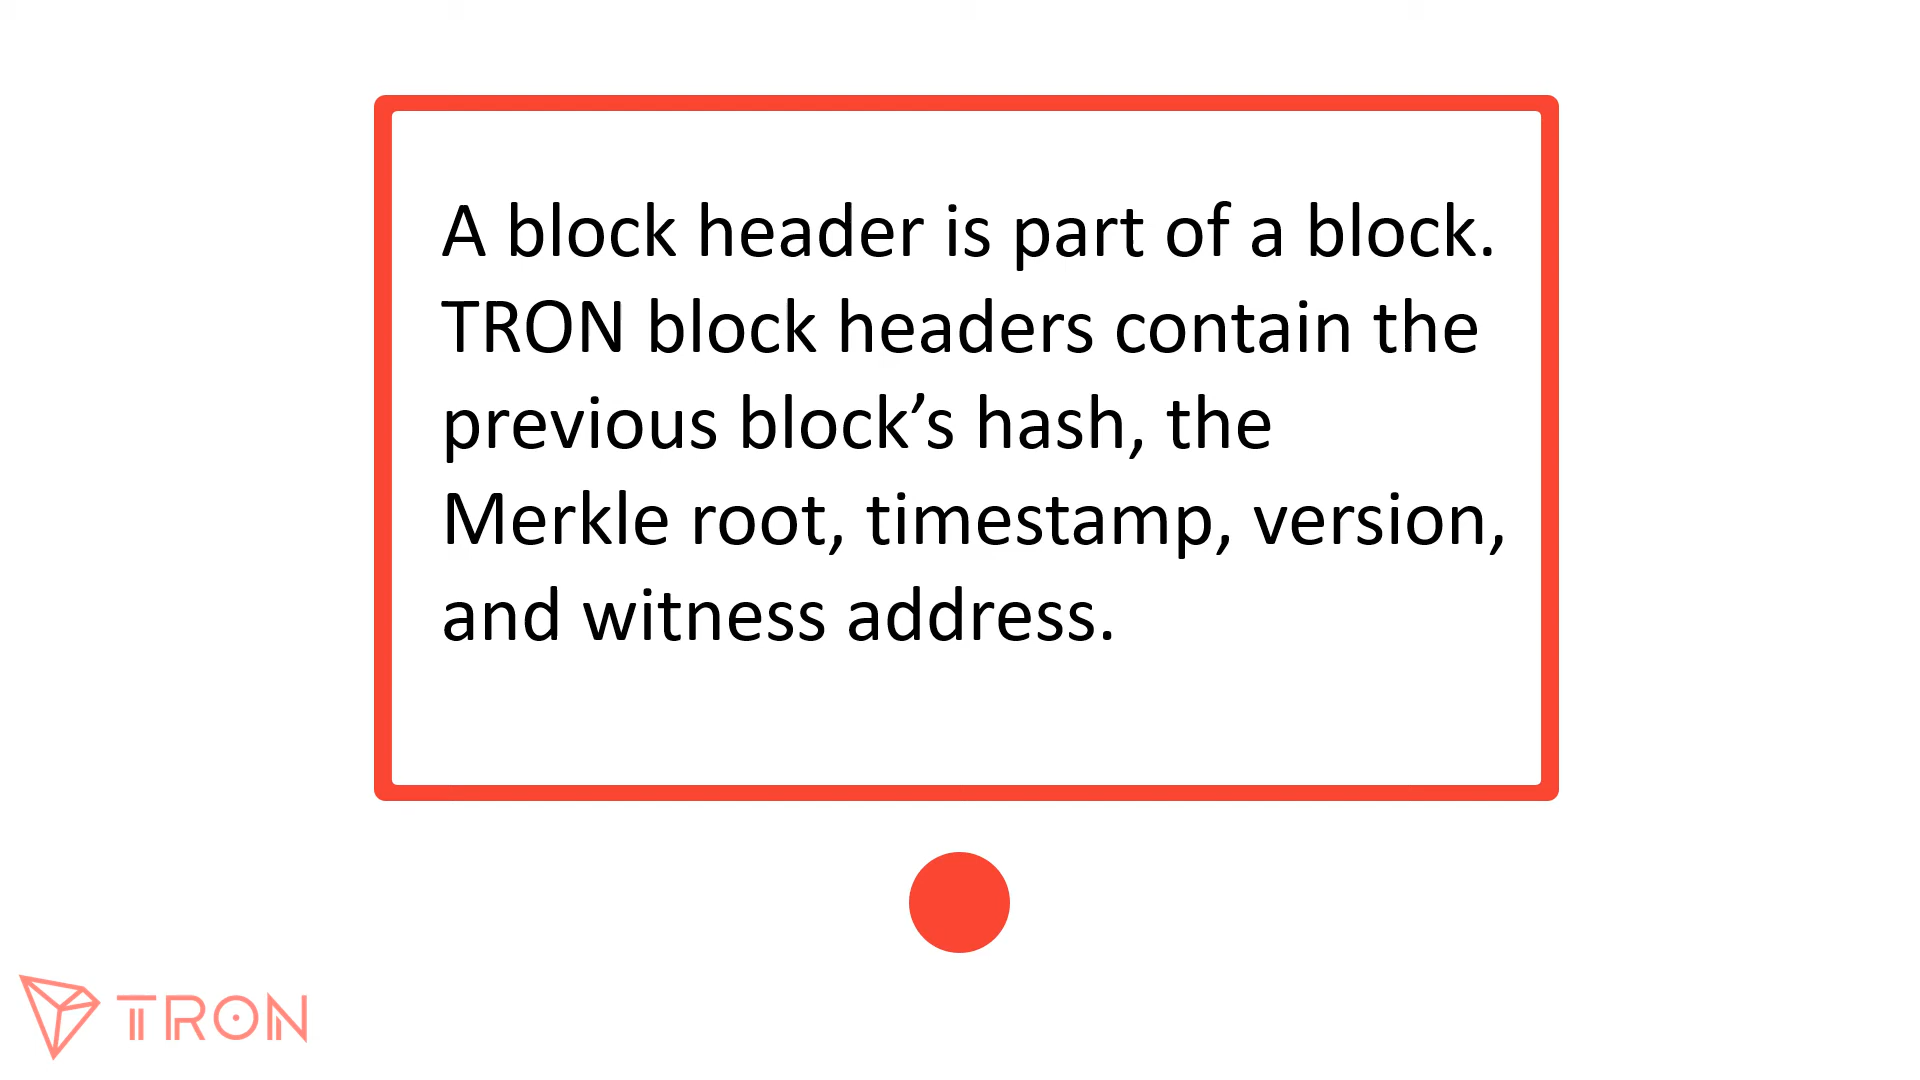 A block header is part of a block.
TRON block headers contain the
previous block’s hash, the
Merkle root, timestamp, version,
and witness address.
TRON